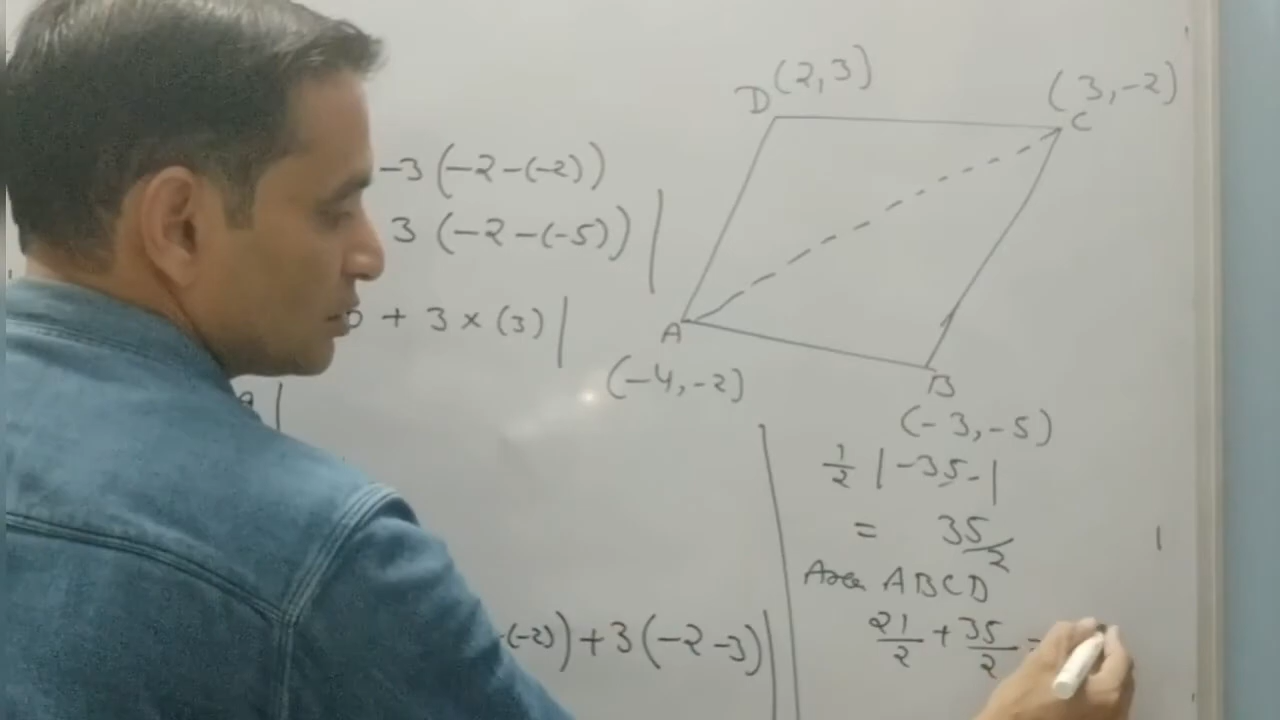 D (2,3)
(3,-2)
C
-3(-2-(-2))
3(-2-(-5))|
+ 3×(3)|
A
(-4,-2)
B
(-3,-5)
1/2 |-35-|
= 35/2
Area ABCD
(-2)) + 3(-2-3)|
21/2 + 35/2 =